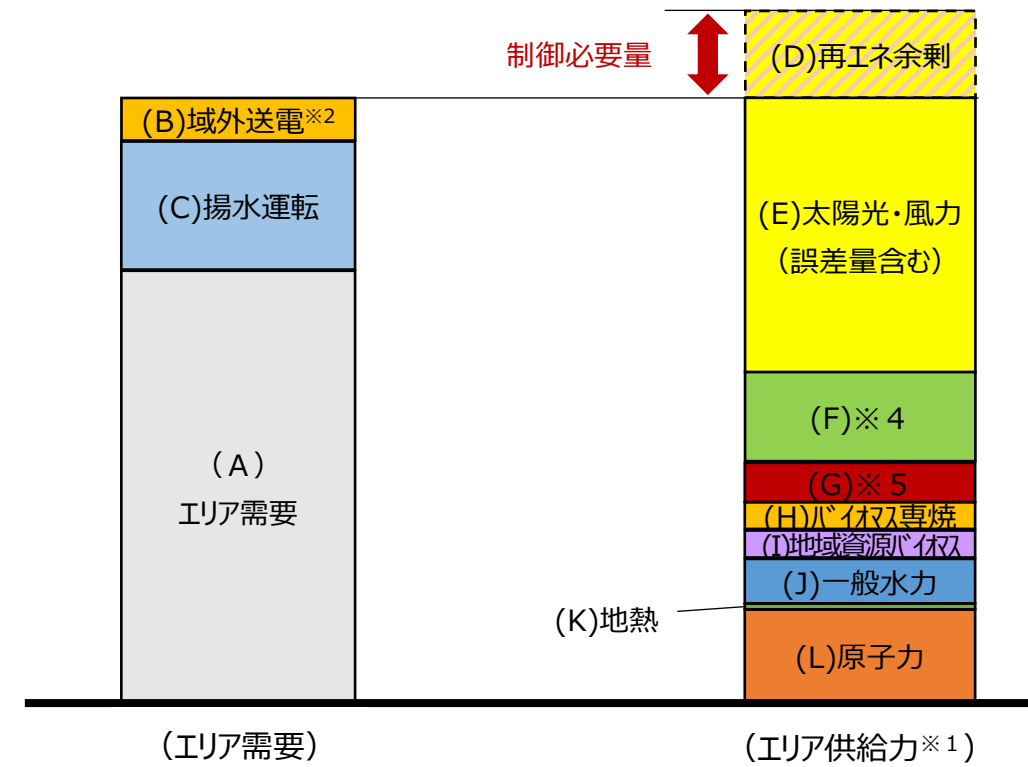 制御必要量
(D)再エネ余剰
(B)域外送電※2
(C)揚水運転
(E)太陽光・風力
（誤差量含む）
(F)※４
（A）
エリア需要
(G)※５
(H)バイオマス専焼
(I)地域資源バイオマス
(J)一般水力
(K)地熱
(L)原子力
（エリア需要）
（エリア供給力※１）